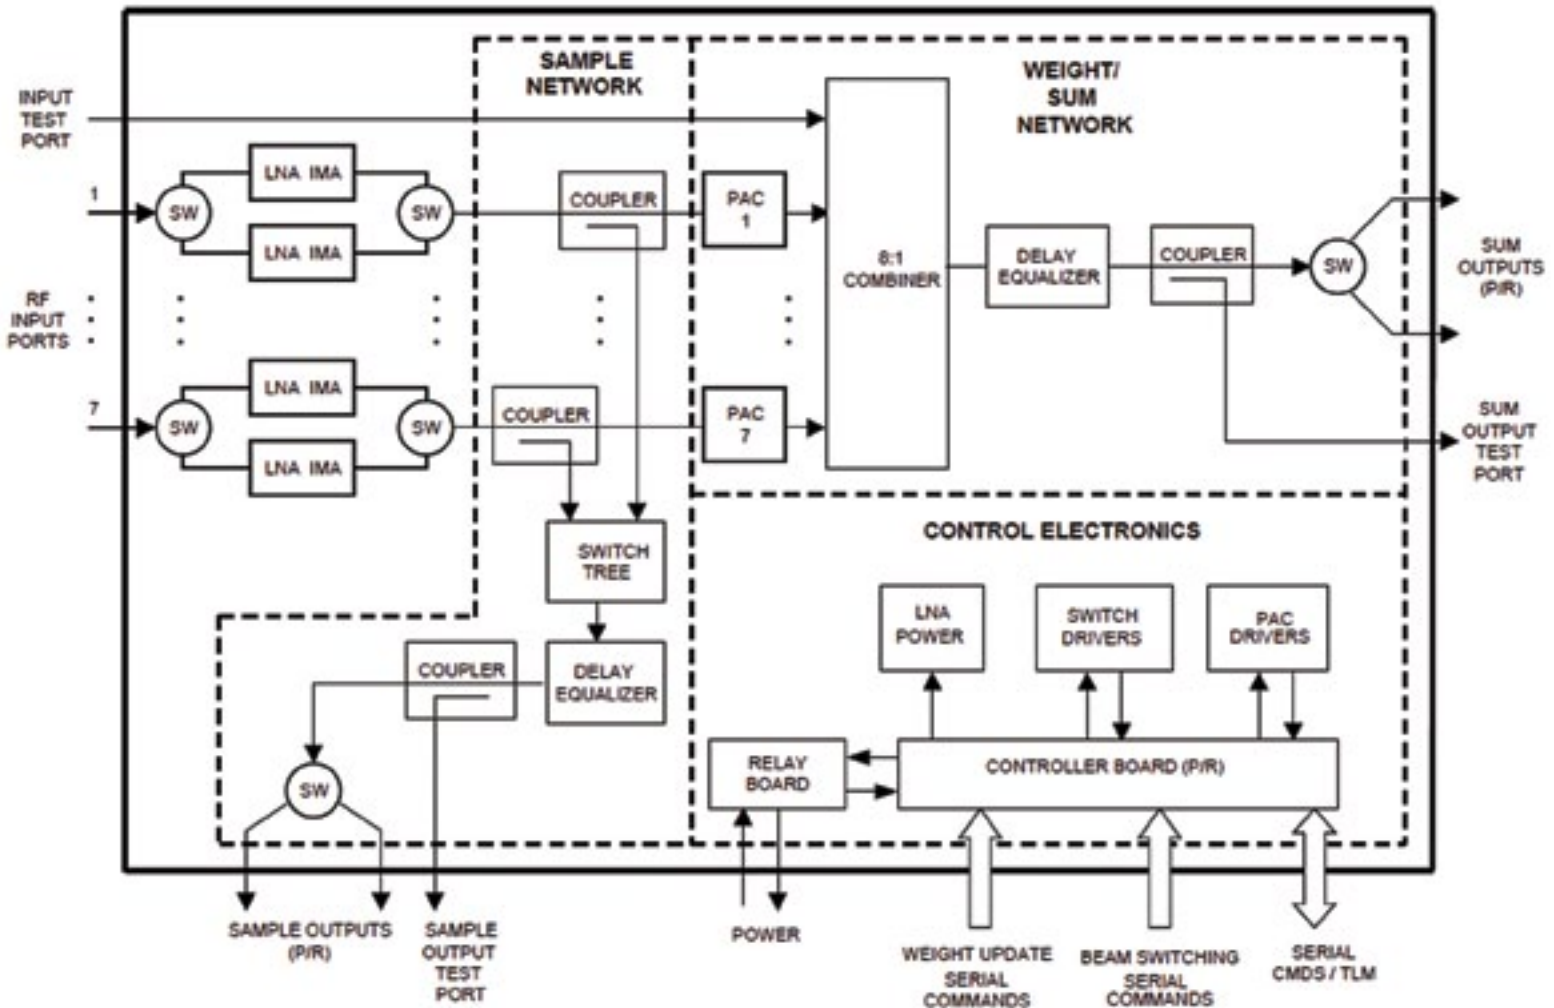 SAMPLE
NETWORK
WEIGHT/
SUM
NETWORK
INPUT
TEST
PORT
1
LNA IMA
SW
SW
LNA IMA
COUPLER
PAC
1
8:1
COMBINER
DELAY
EQUALIZER
COUPLER
SW
SUM
OUTPUTS
(P/R)
RF
INPUT
PORTS
7
LNA IMA
SW
SW
LNA IMA
COUPLER
PAC
7
SUM
OUTPUT
TEST
PORT
SWITCH
TREE
CONTROL ELECTRONICS
LNA
POWER
SWITCH
DRIVERS
PAC
DRIVERS
COUPLER
DELAY
EQUALIZER
SW
RELAY
BOARD
CONTROLLER BOARD (P/R)
SAMPLE OUTPUTS
(P/R)
SAMPLE
OUTPUT
TEST
PORT
POWER
WEIGHT UPDATE
SERIAL
COMMANDS
BEAM SWITCHING
SERIAL
COMMANDS
SERIAL
CMDS / TLM